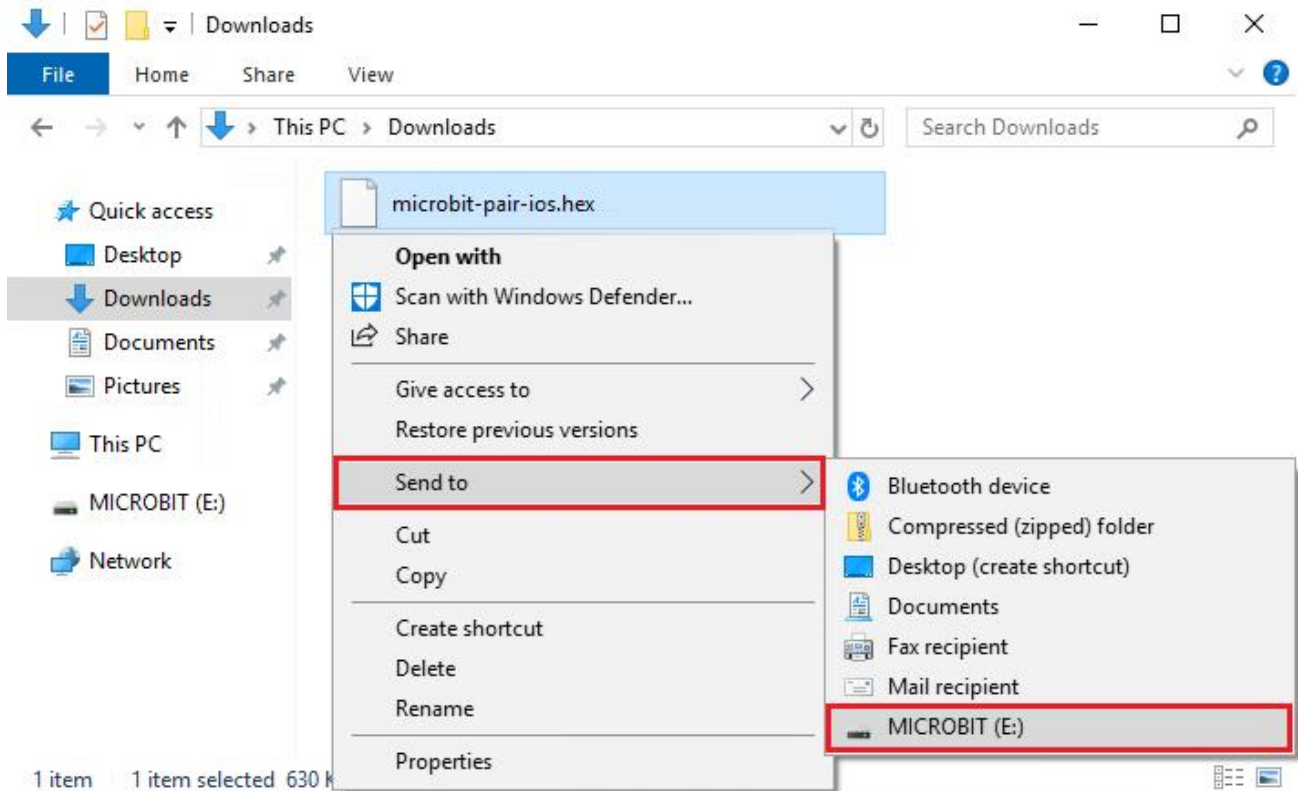 Downloads
File Home Share View
This PC > Downloads Search Downloads
microbit-pair-ios.hex
Quick access
Desktop
Downloads
Documents
Pictures
This PC
MICROBIT (E:)
Network
Open with
Scan with Windows Defender...
Share
Give access to
Restore previous versions
Send to
Cut
Copy
Create shortcut
Delete
Rename
Properties
Bluetooth device
Compressed (zipped) folder
Desktop (create shortcut)
Documents
Fax recipient
Mail recipient
MICROBIT (E:)
1 item 1 item selected 630 K